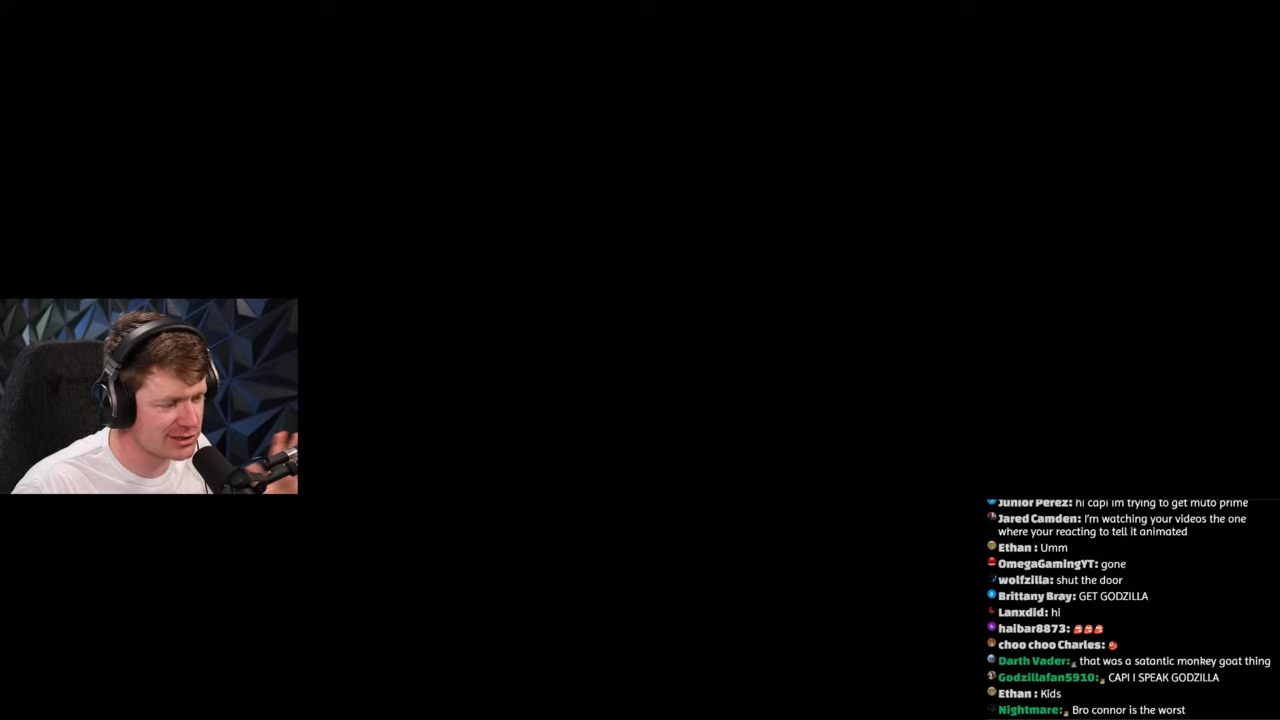 Junior Perez: hi capi im trying to get muto prime
Jared Camden: I'm watching your videos the one
where your reacting to tell it animated
Ethan : Umm
OmegaGamingYT: gone
wolfzilla: shut the door
Brittany Bray: GET GODZILLA
Lanxdid: hi
haibar8873:
choo choo Charles:
Darth Vader: that was a satantic monkey goat thing
Godzillafan5910: CAPI I SPEAK GODZILLA
Ethan : Kids
Nightmare: Bro connor is the worst